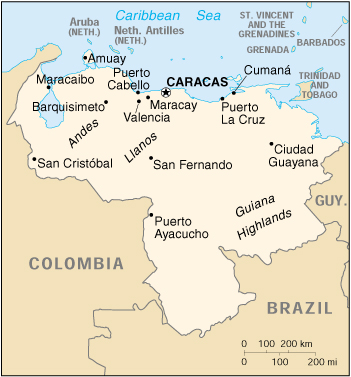 Caribbean Sea
Aruba
(NETH.)
Neth. Antilles
(NETH.)
ST. VINCENT
AND THE
GRENADINES
GRENADA
BARBADOS
Amuay
Maracaibo
Puerto
Cabello
CARACAS
Cumaná
TRINIDAD
AND
TOBAGO
Barquisimeto
Valencia
Maracay
Puerto
La Cruz
Andes
Llanos
San Cristóbal
San Fernando
Ciudad
Guayana
Puerto
Ayacucho
Guiana
Highlands
GUY.
COLOMBIA
BRAZIL
0 100 200 km
0 100 200 mi